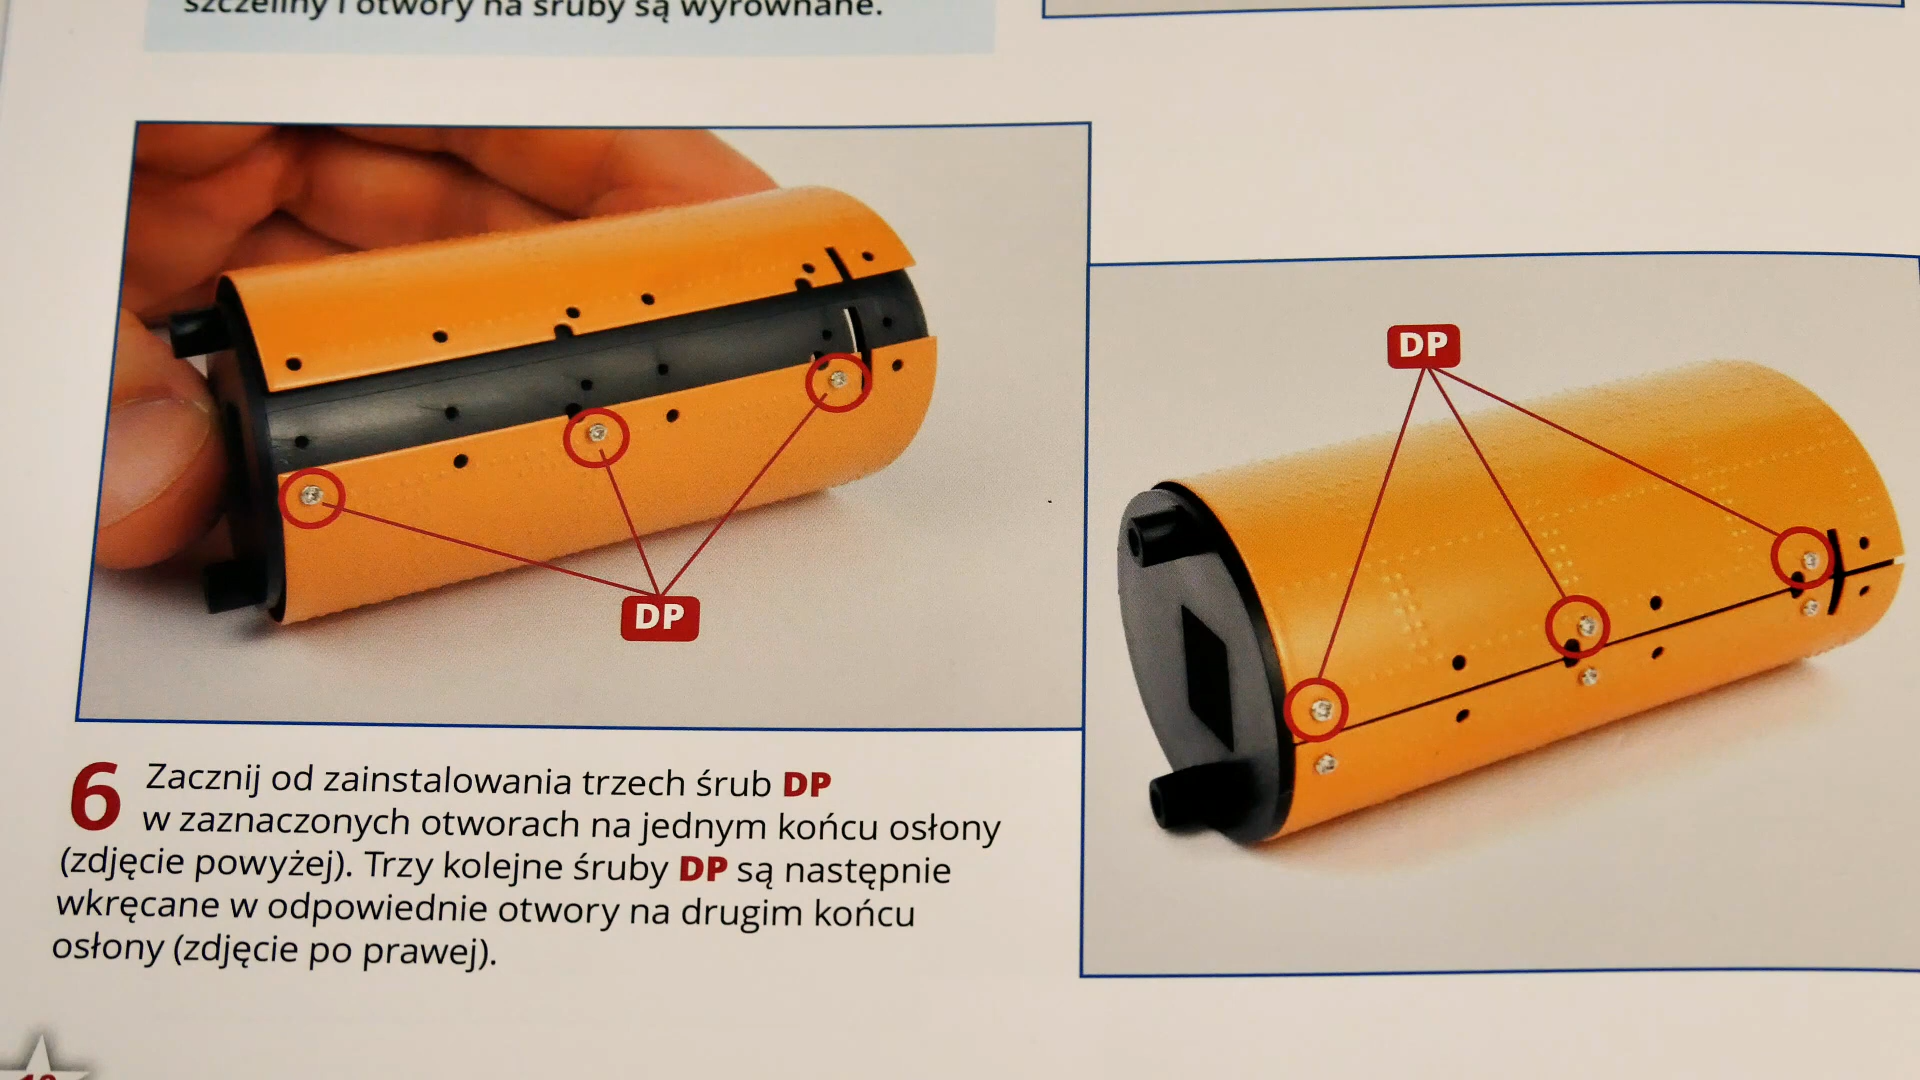 szczeliny i otwory na śruby są wyrównane.
DP
DP
6 Zacznij od zainstalowania trzech śrub DP
w zaznaczonych otworach na jednym końcu osłony
(zdjęcie powyżej). Trzy kolejne śruby DP są następnie
wkręcane w odpowiednie otwory na drugim końcu
osłony (zdjęcie po prawej).